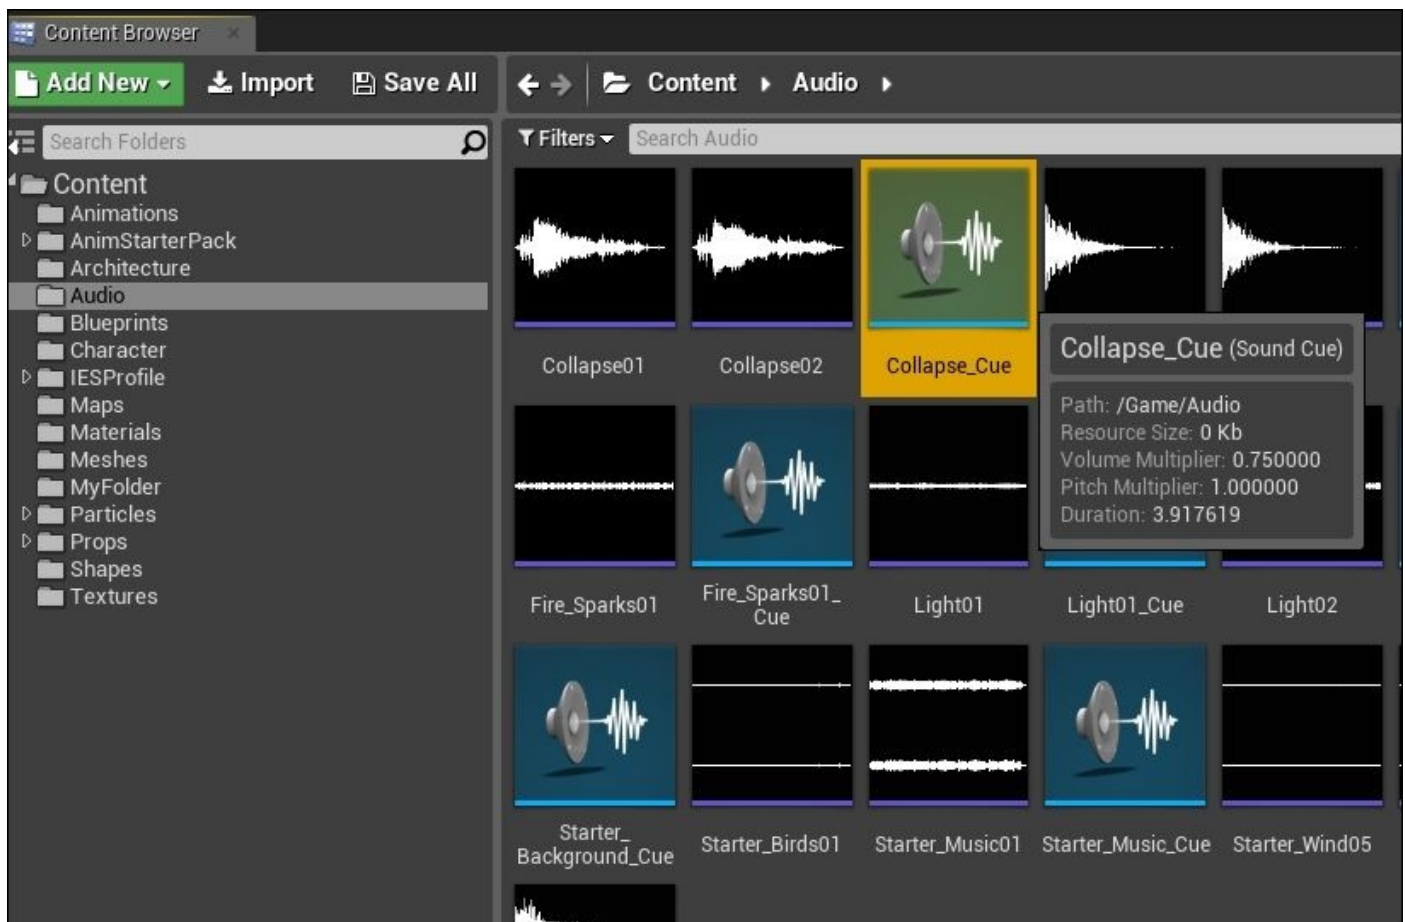 Content Browser
Add New
Import
Save All
Content
Audio
Search Folders
Filters
Search Audio
Content
Animations
AnimStarterPack
Architecture
Audio
Blueprints
Character
IESProfile
Maps
Materials
Meshes
MyFolder
Particles
Props
Shapes
Textures
Collapse01
Collapse02
Collapse_Cue
Collapse_Cue (Sound Cue)
Path: /Game/Audio
Resource Size: 0 Kb
Volume Multiplier: 0.750000
Pitch Multiplier: 1.000000
Duration: 3.917619
Fire_Sparks01
Fire_Sparks01_
Cue
Light01
Light01_Cue
Light02
Starter_
Background_Cue
Starter_Birds01
Starter_Music01
Starter_Music_Cue
Starter_Wind05